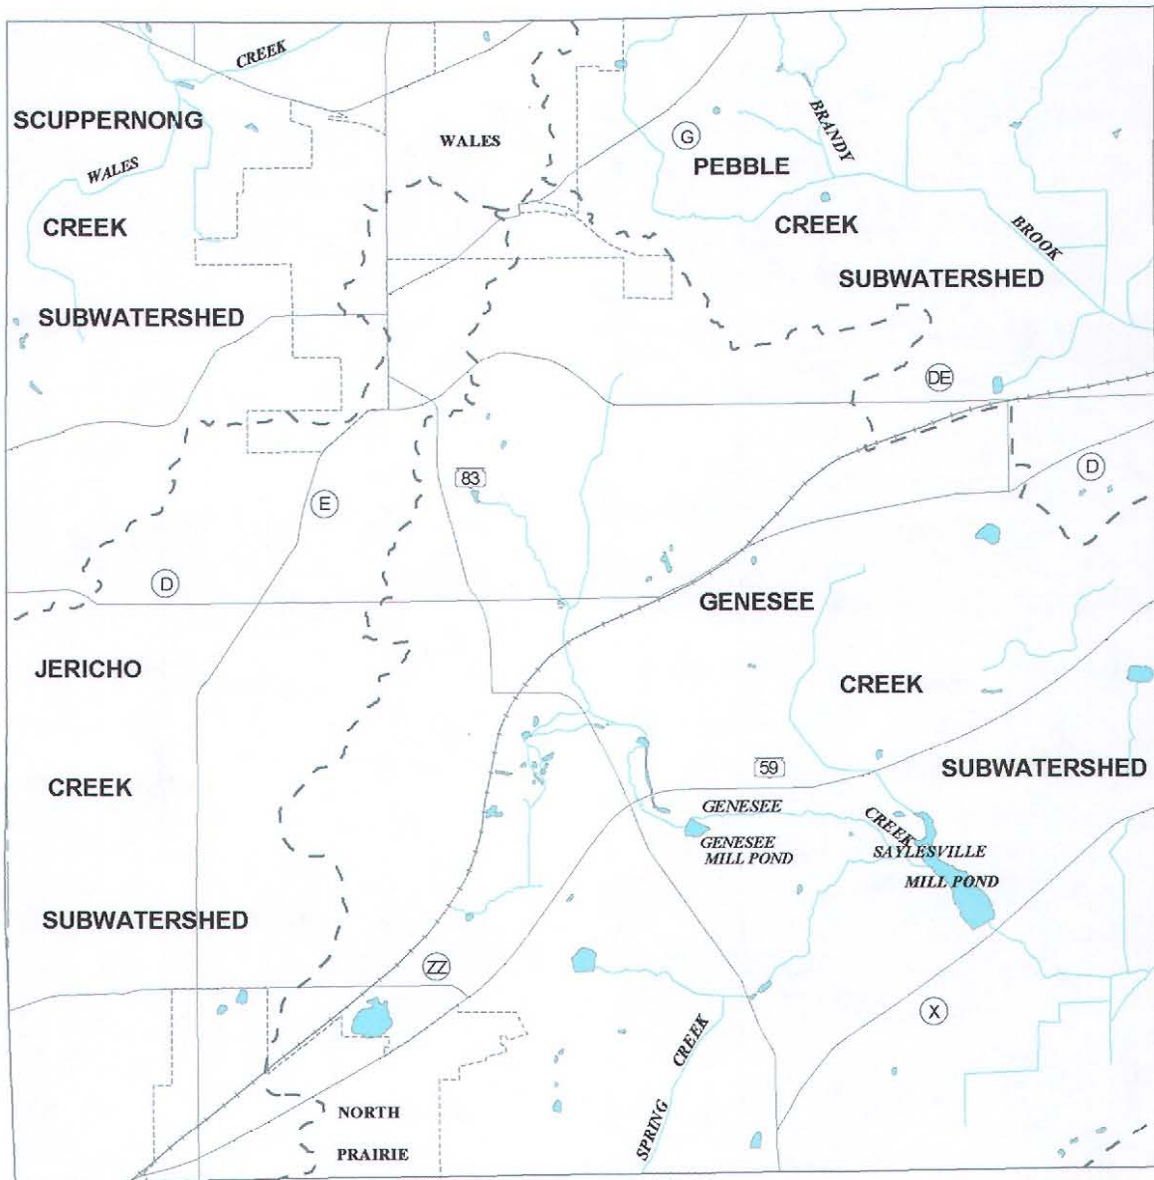 CREEK
SCUPPERNONG
WALES
WALES
G
BRANDY
PEBBLE
CREEK
CREEK
BROOK
SUBWATERSHED
SUBWATERSHED
DE
83
D
E
D
GENESEE
JERICHO
CREEK
CREEK
59
SUBWATERSHED
GENESEE
CREEK
GENESEE
MILL POND
SAYLESVILLE
MILL POND
SUBWATERSHED
ZZ
X
SPRING CREEK
NORTH
PRAIRIE